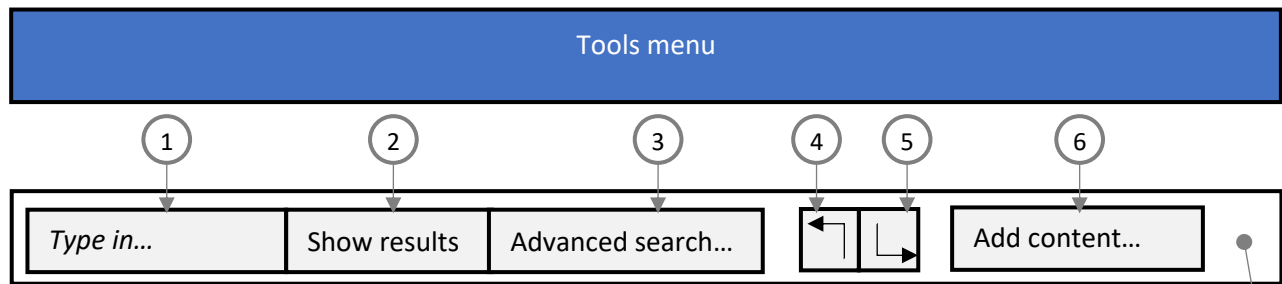 Tools menu
1 2 3 4 5 6
Type in… Show results Advanced search… Add content…